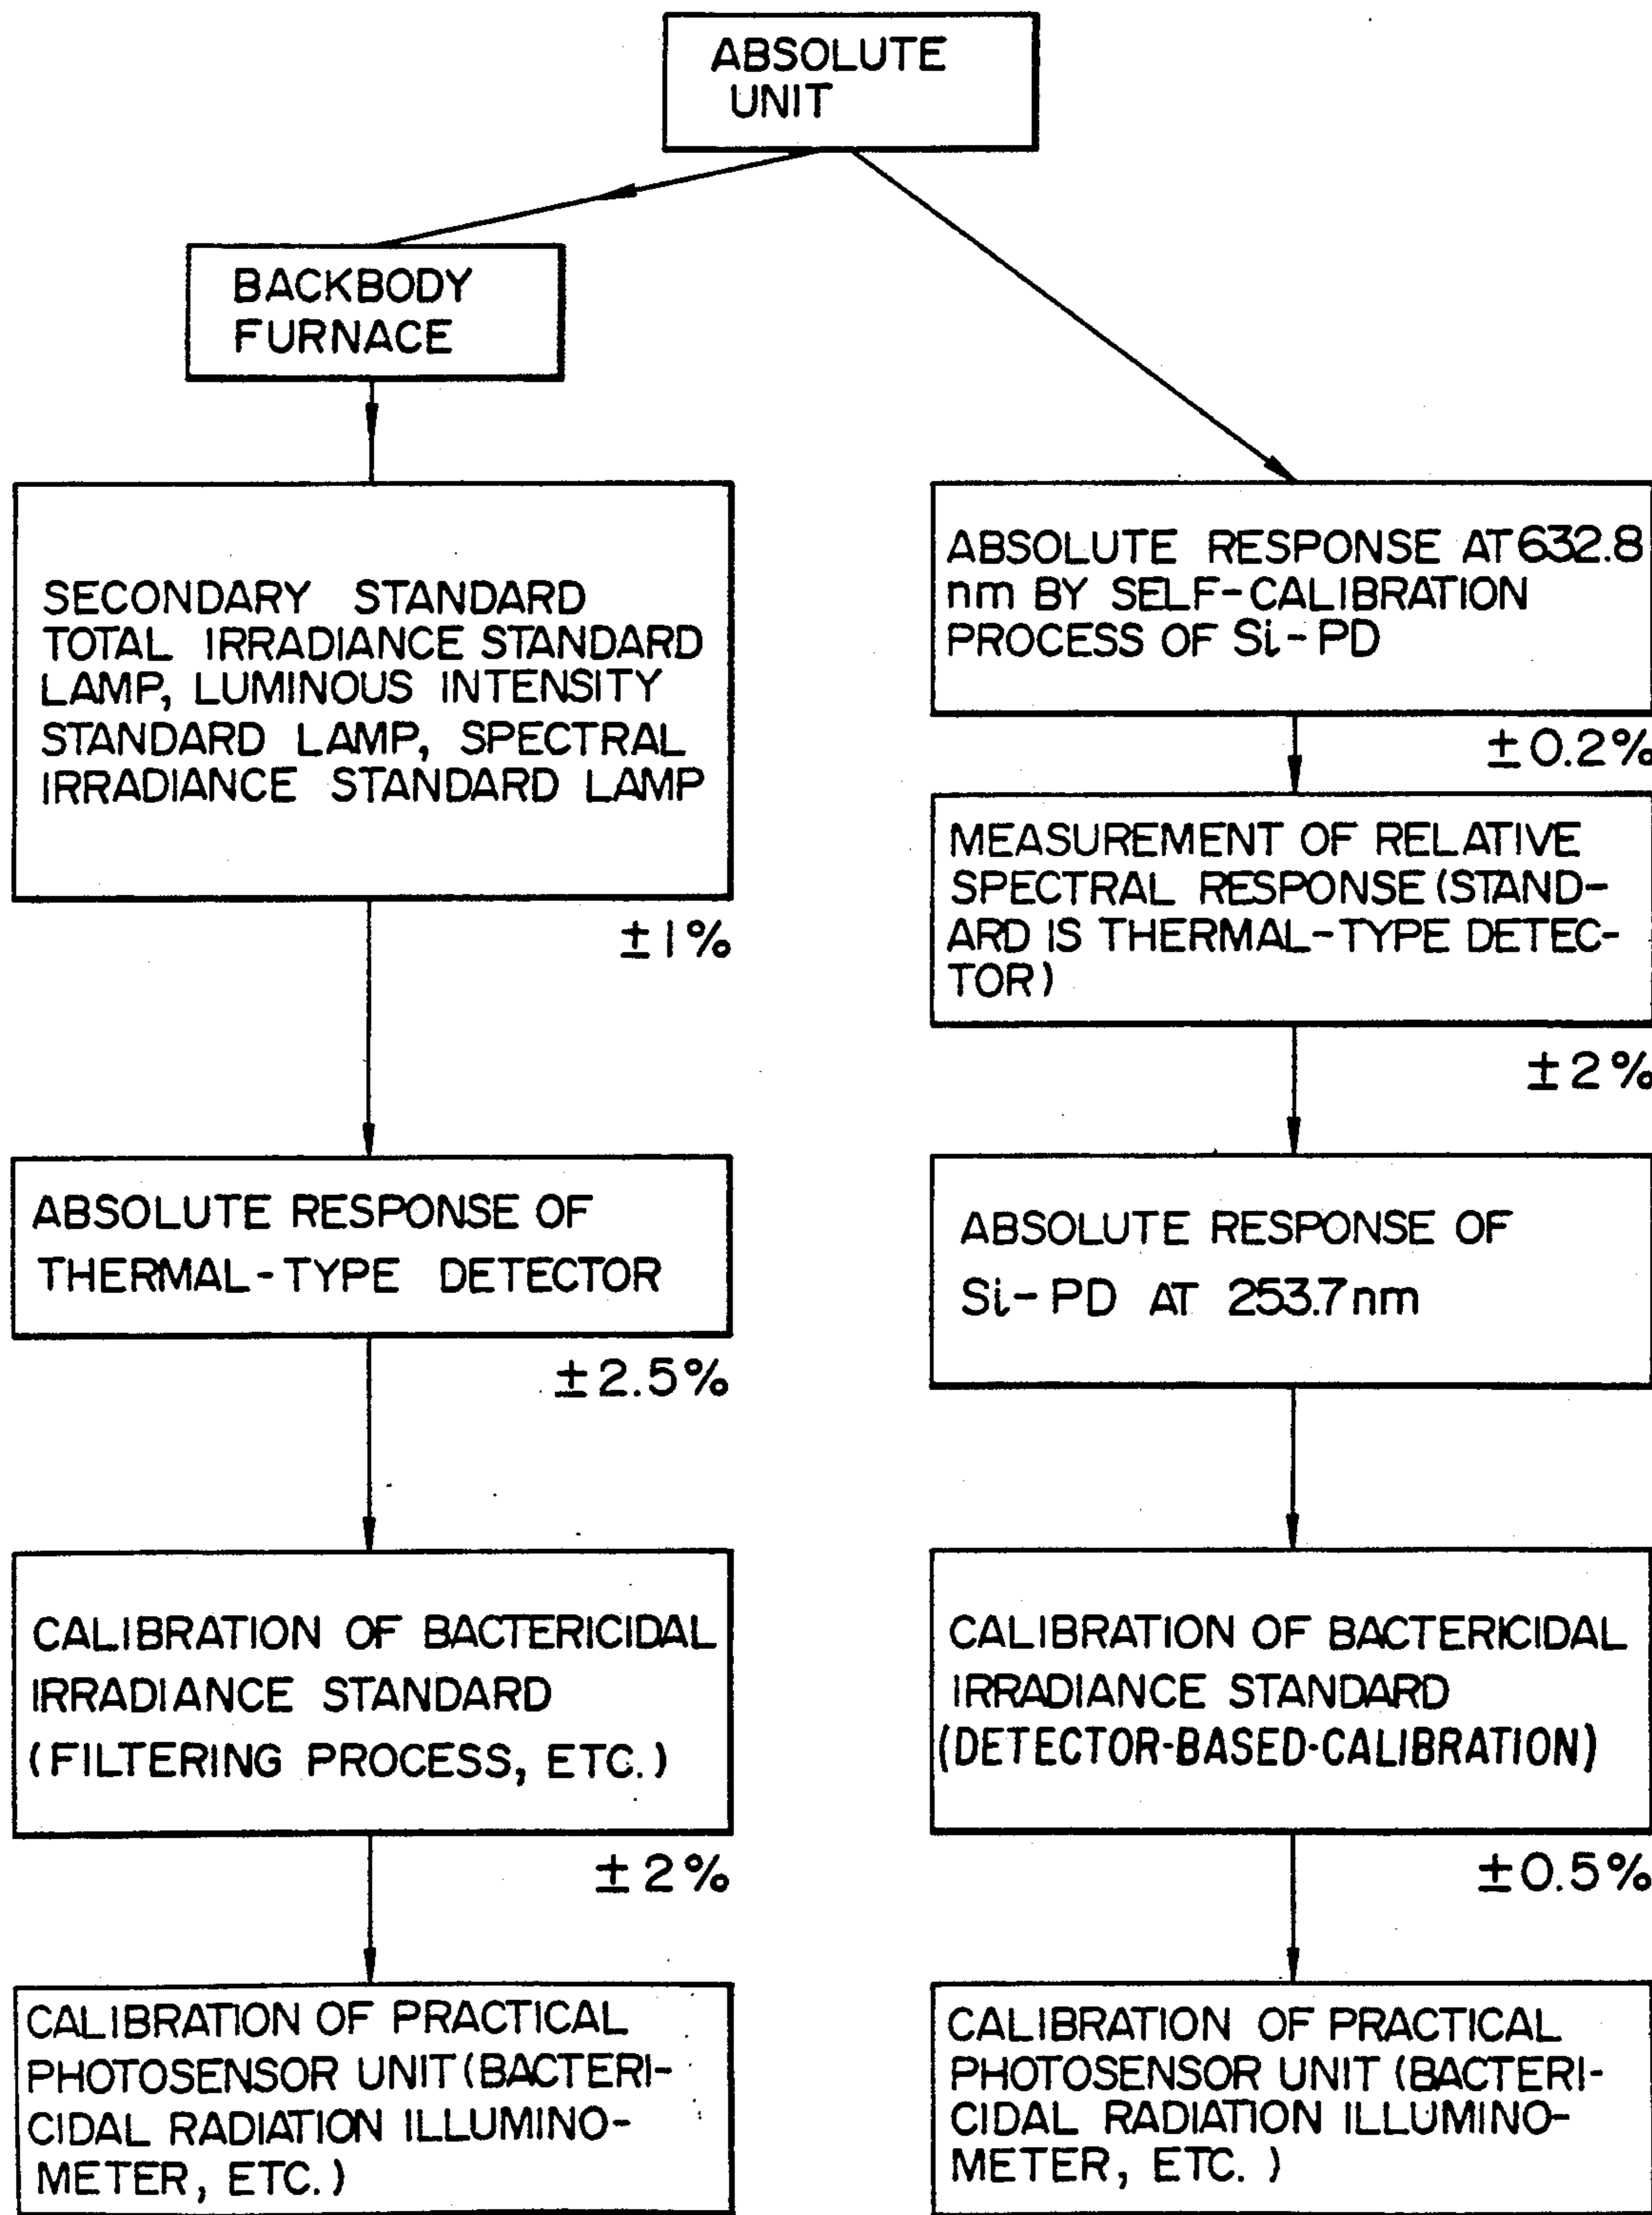 ABSOLUTE
UNIT
BACKBODY
FURNACE
SECONDARY STANDARD
TOTAL IRRADIANCE STANDARD
LAMP, LUMINOUS INTENSITY
STANDARD LAMP, SPECTRAL
IRRADIANCE STANDARD LAMP
±1%
ABSOLUTE RESPONSE OF
THERMAL-TYPE DETECTOR
±2.5%
CALIBRATION OF BACTERICIDAL
IRRADIANCE STANDARD
(FILTERING PROCESS, ETC.)
±2%
CALIBRATION OF PRACTICAL
PHOTOSENSOR UNIT (BACTERI-
CIDAL RADIATION ILLUMINO-
METER, ETC.)
ABSOLUTE RESPONSE AT 632.8
nm BY SELF-CALIBRATION
PROCESS OF Si-PD
±0.2%
MEASUREMENT OF RELATIVE
SPECTRAL RESPONSE (STAND-
ARD IS THERMAL-TYPE DETEC-
TOR)
±2%
ABSOLUTE RESPONSE OF
Si-PD AT 253.7nm
CALIBRATION OF BACTERICIDAL
IRRADIANCE STANDARD
(DETECTOR-BASED-CALIBRATION)
±0.5%
CALIBRATION OF PRACTICAL
PHOTOSENSOR UNIT (BACTERI-
CIDAL RADIATION ILLUMINO-
METER, ETC.)